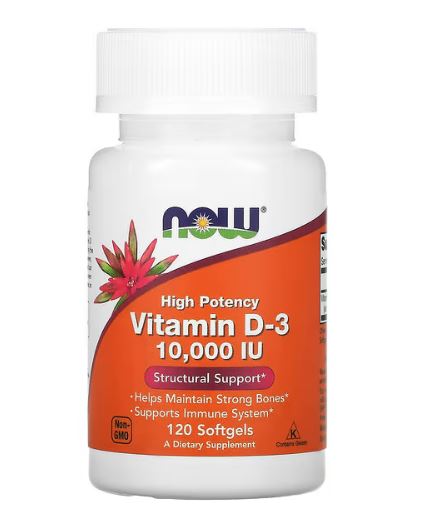 NOW®
High Potency
Vitamin D-3
10,000 IU
Structural Support*
•Helps Maintain Strong Bones*
•Supports Immune System*
120 Softgels
A Dietary Supplement
Non-
GMO
K
Contains Gelatin